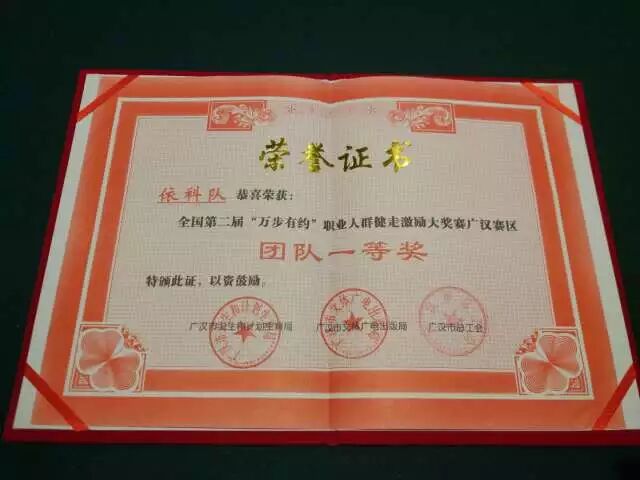 荣誉证书
依科队 恭喜荣获：
全国第二届“万步有约”职业人群健走激励大奖赛广汉赛区
团队一等奖
特颁此证，以资鼓励。
广汉市卫生和计划生育局 广汉市文体广电出版局 广汉市总工会